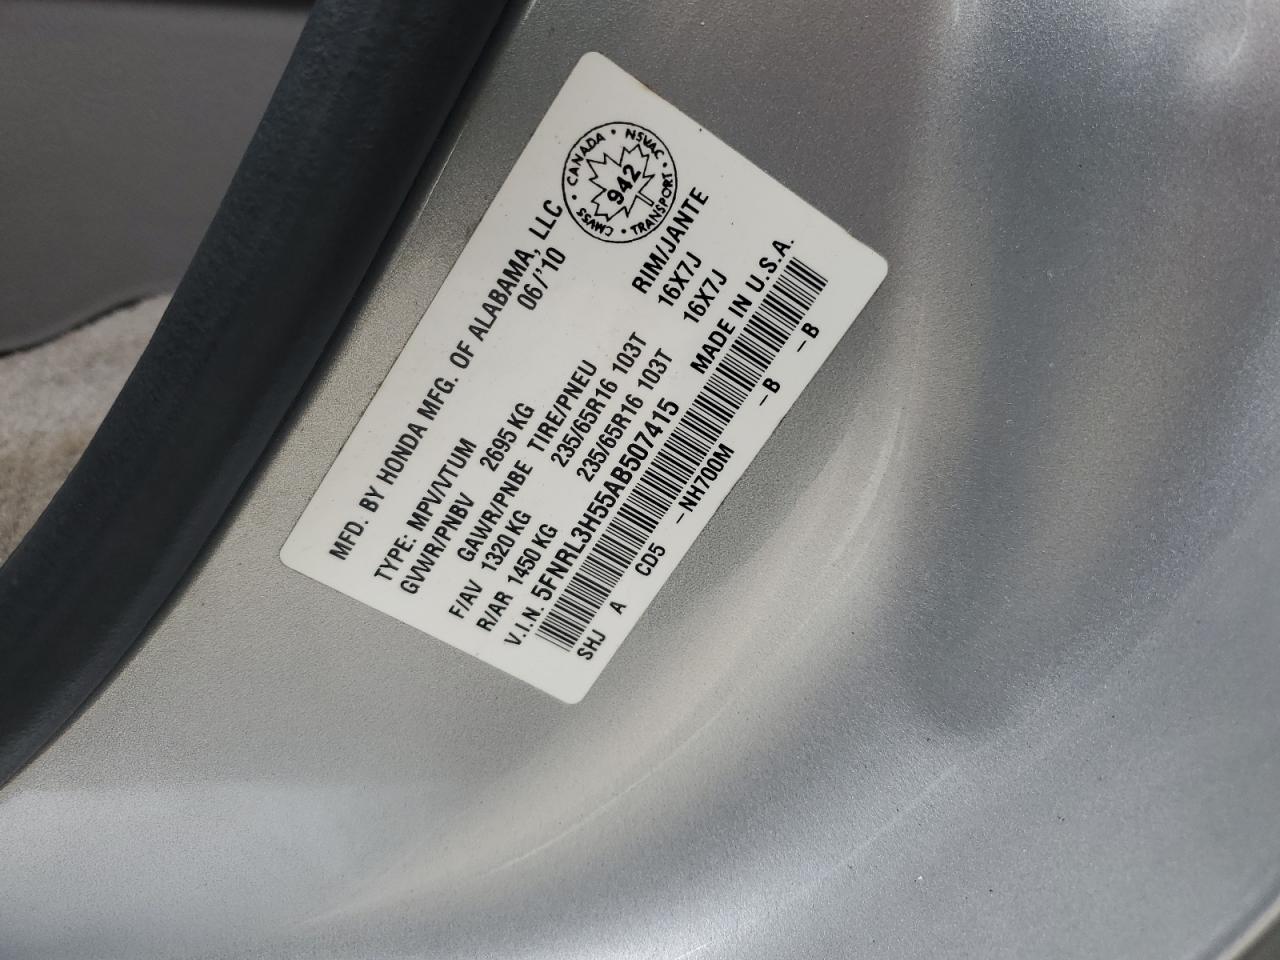 MFD. BY HONDA MFG. OF ALABAMA, LLC
06/'10
CANADA · NSVAC · TRANSPORT · CMVSS ·
942
TYPE: MPV/VTUM
GVWR/PNBV 2695 KG
GAWR/PNBE TIRE/PNEU RIM/JANTE
F/AV 1320 KG 235/65R16 103T 16X7J
R/AR 1450 KG 235/65R16 103T 16X7J
V.I.N. 5FNRL3H55AB507415 MADE IN U.S.A.
SHJ A CD5 -NH700M -B -B